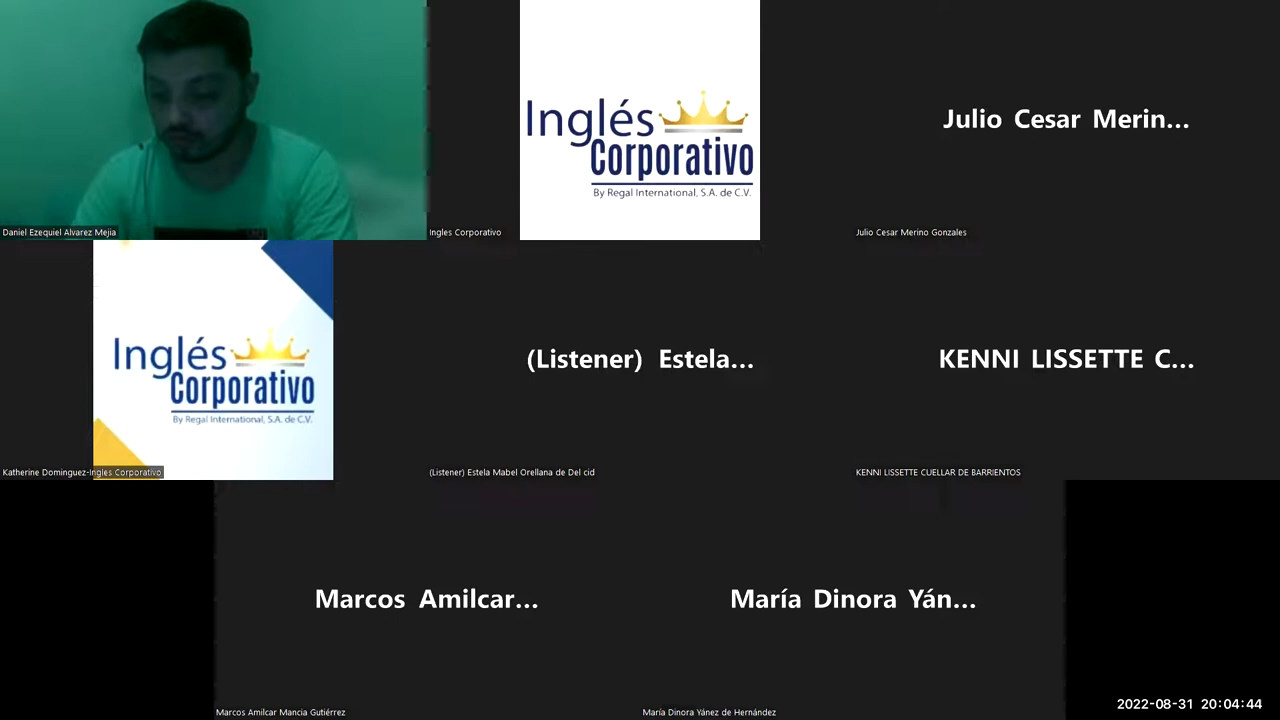 Daniel Ezequiel Alvarez Mejia
Inglés
Corporativo
By Regal International, S.A. de C.V.
Ingles Corporativo
Julio Cesar Merin...
Julio Cesar Merino Gonzales
Inglés
Corporativo
By Regal International, S.A. de C.V.
Katherine Dominguez-Ingles Corporativo
(Listener) Estela...
(Listener) Estela Mabel Orellana de Del cid
KENNI LISSETTE C...
KENNI LISSETTE CUELLAR DE BARRIENTOS
Marcos Amilcar...
Marcos Amilcar Mancia Gutiérrez
María Dinora Yán...
María Dinora Yánez de Hernández
2022-08-31 20:04:44